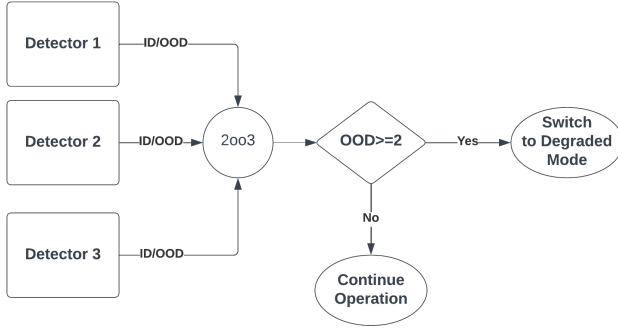 Detector 1
ID/OOD
Detector 2
ID/OOD
2oo3
OOD>=2
Yes
Switch
to Degraded
Mode
Detector 3
ID/OOD
No
Continue
Operation